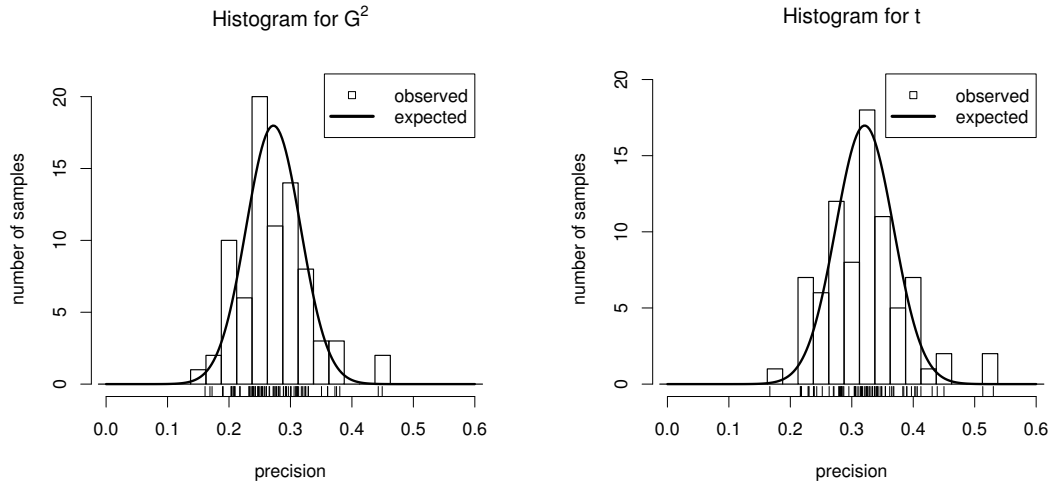 Histogram for G²
observed
expected
number of samples
0
5
10
15
20
0.0 0.1 0.2 0.3 0.4 0.5 0.6
precision
Histogram for t
observed
expected
number of samples
0
5
10
15
20
0.0 0.1 0.2 0.3 0.4 0.5 0.6
precision